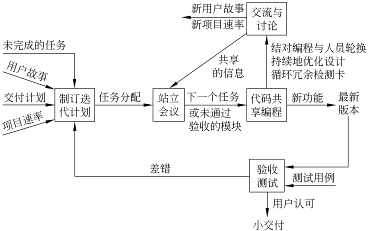 新用户故事
新项目速率
交流与
讨论
未完成的任务
用户故事
交付计划
项目速率
制订迭
代计划
任务分配
站立
会议
共享
的信息
下一个任务
或未通过
验收的模块
结对编程与人员轮换
持续地优化设计
循环冗余检测卡
代码共
享编程
新功能
最新
版本
差错
验收
测试
测试用例
用户认可
小交付